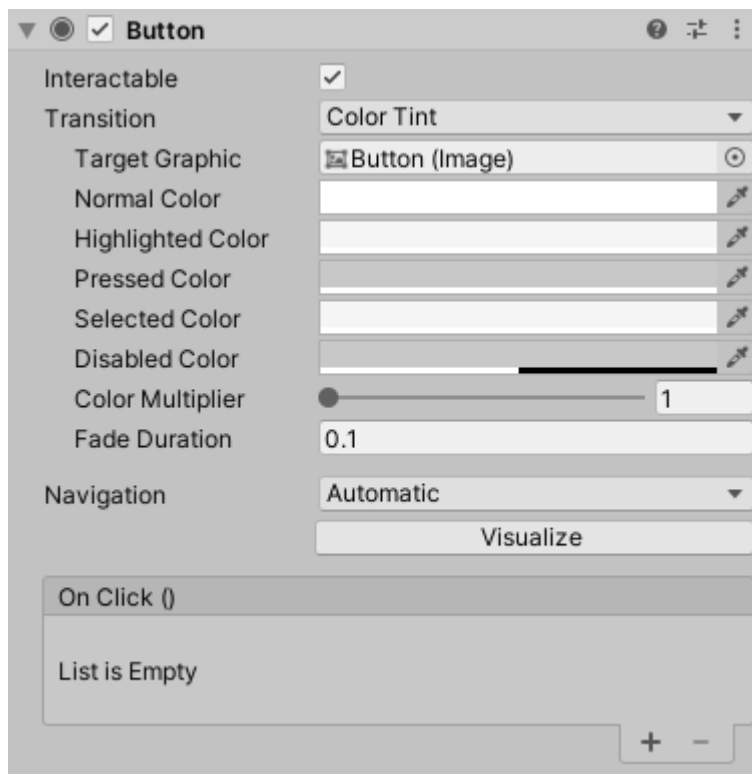 Button
Interactable
Transition Color Tint
Target Graphic Button (Image)
Normal Color
Highlighted Color
Pressed Color
Selected Color
Disabled Color
Color Multiplier 1
Fade Duration 0.1
Navigation Automatic
Visualize
On Click ()
List is Empty